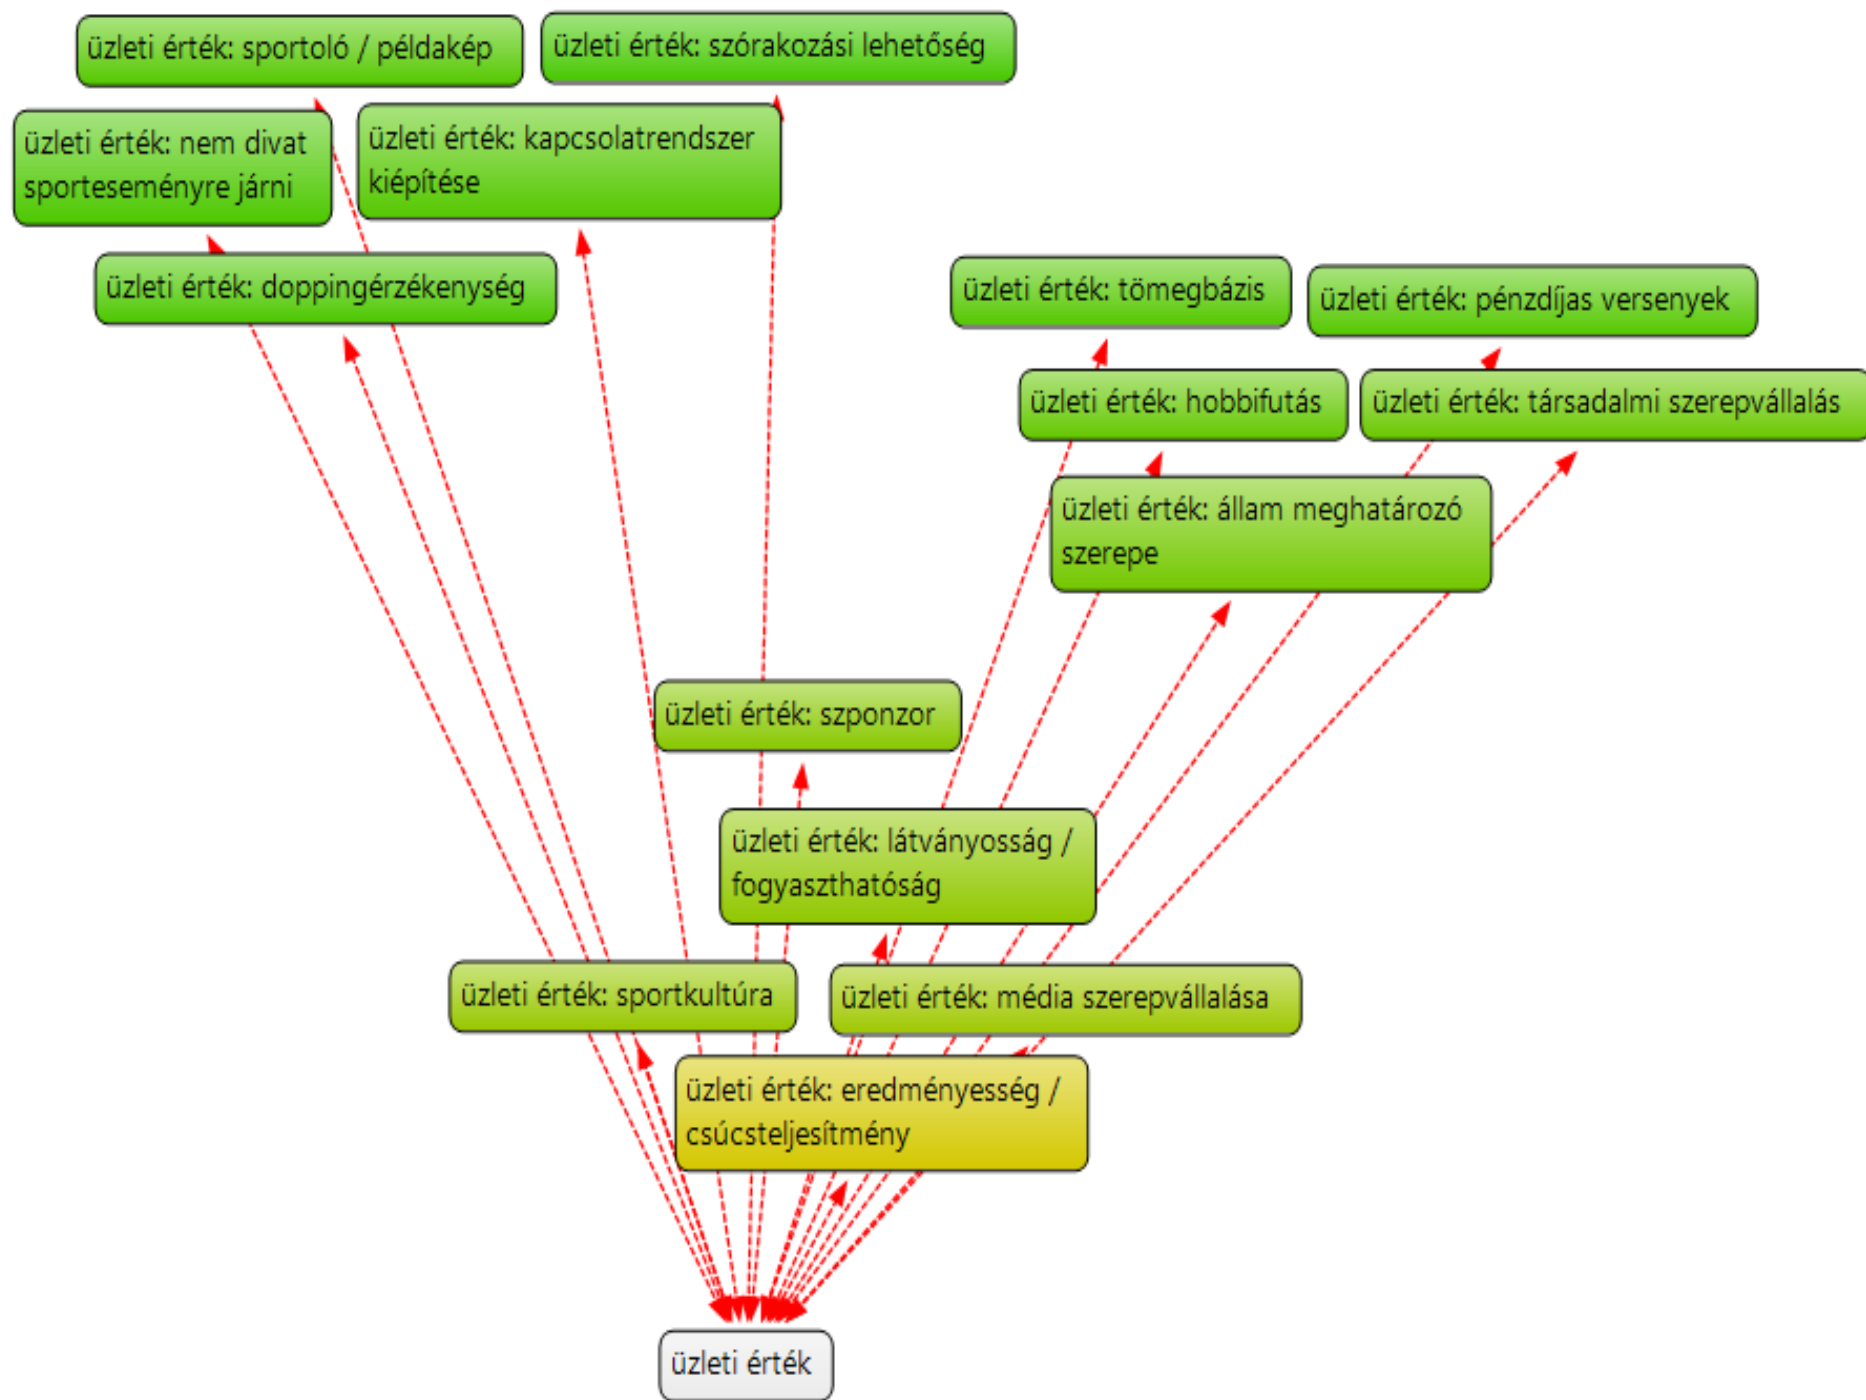 üzleti érték: sportoló / példakép
üzleti érték: szórakozási lehetőség
üzleti érték: nem divat
sporteseményre járni
üzleti érték: kapcsolatrendszer
kiépítése
üzleti érték: doppingérzékenység
üzleti érték: tömegbázis
üzleti érték: pénzdíjas versenyek
üzleti érték: hobbifutás
üzleti érték: társadalmi szerepvállalás
üzleti érték: állam meghatározó
szerepe
üzleti érték: szponzor
üzleti érték: látványosság /
fogyaszthatóság
üzleti érték: sportkultúra
üzleti érték: média szerepvállalása
üzleti érték: eredményesség /
csúcsteljesítmény
üzleti érték